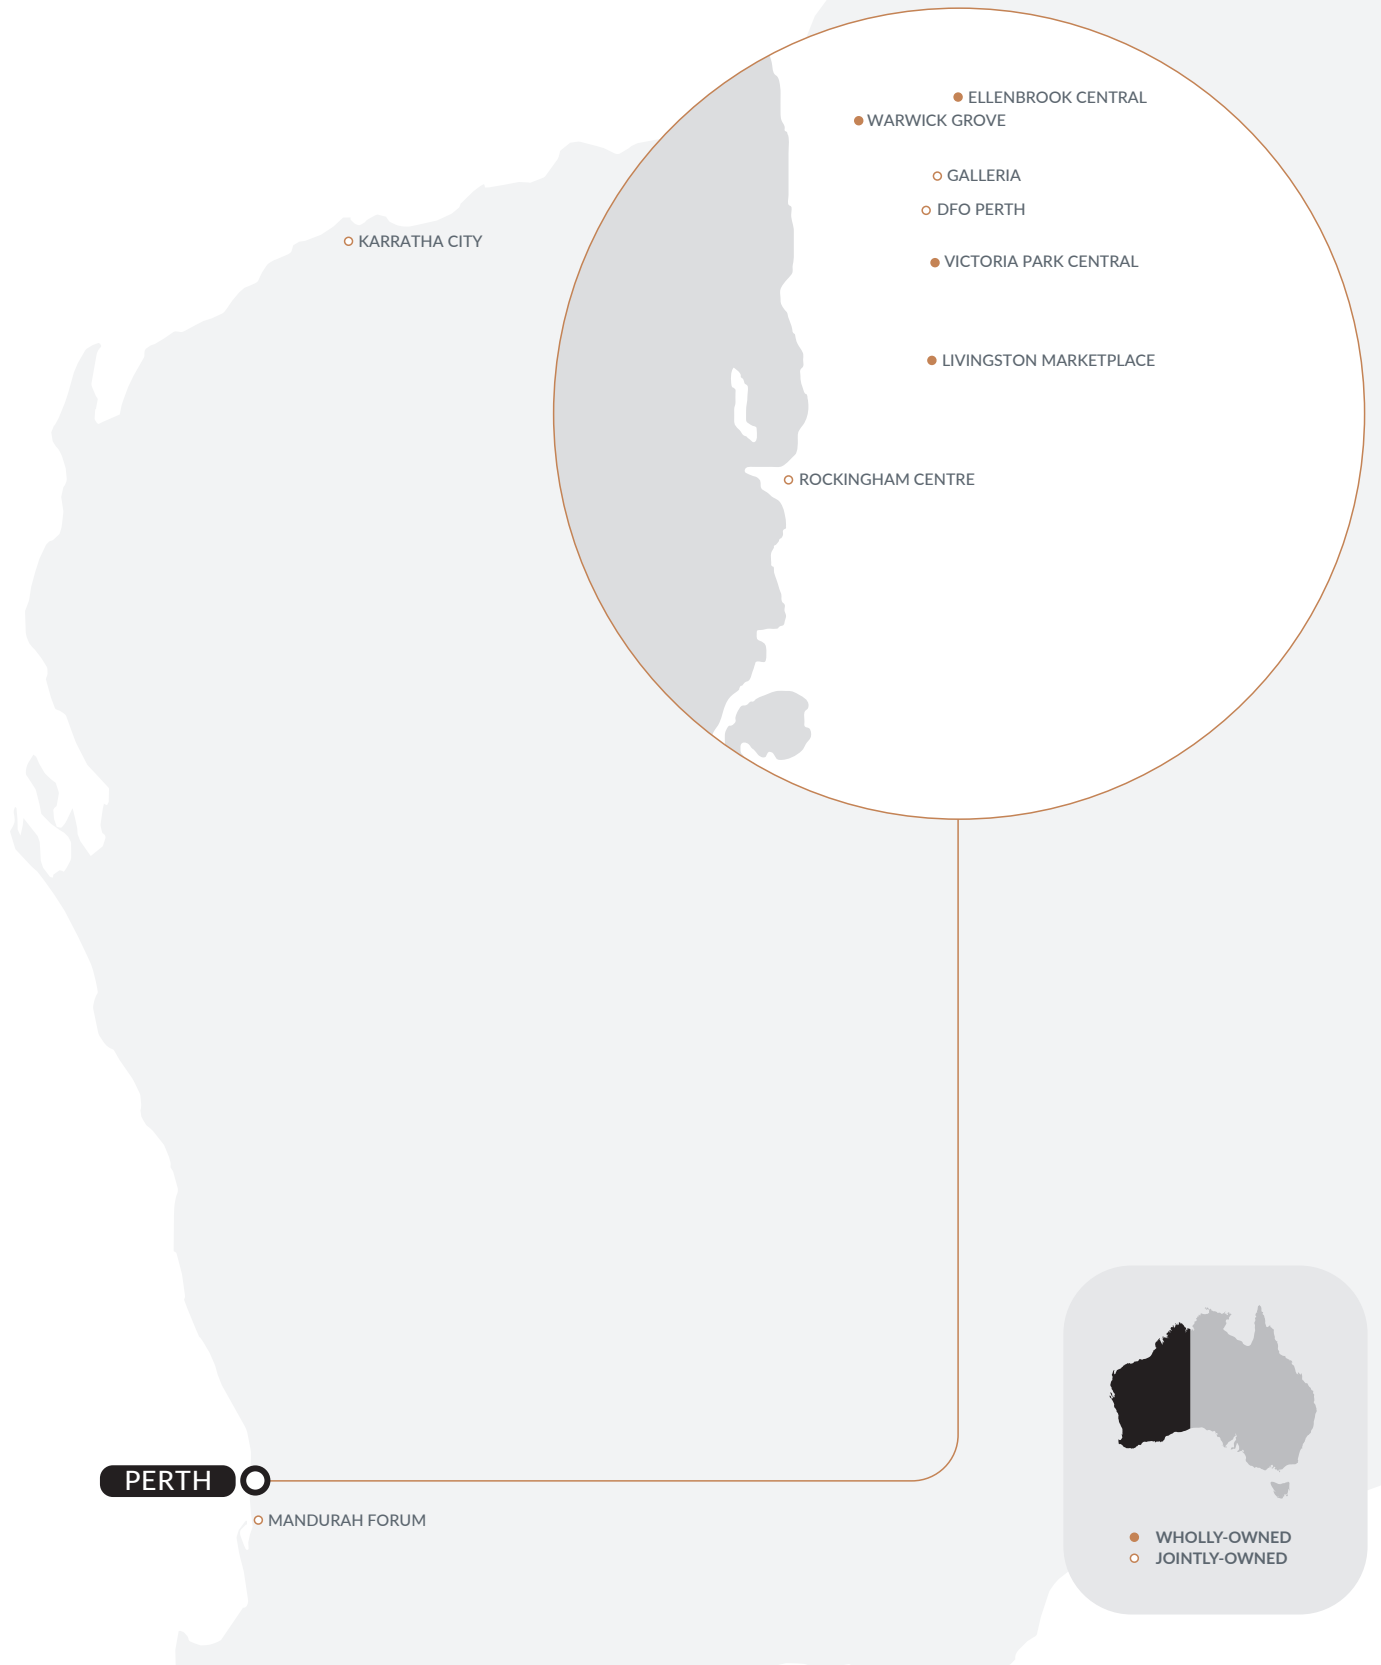 ELLENBROOK CENTRAL
WARWICK GROVE
GALLERIA
DFO PERTH
KARRATHA CITY
VICTORIA PARK CENTRAL
LIVINGSTON MARKETPLACE
ROCKINGHAM CENTRE
PERTH
MANDURAH FORUM
WHOLLY-OWNED
JOINTLY-OWNED